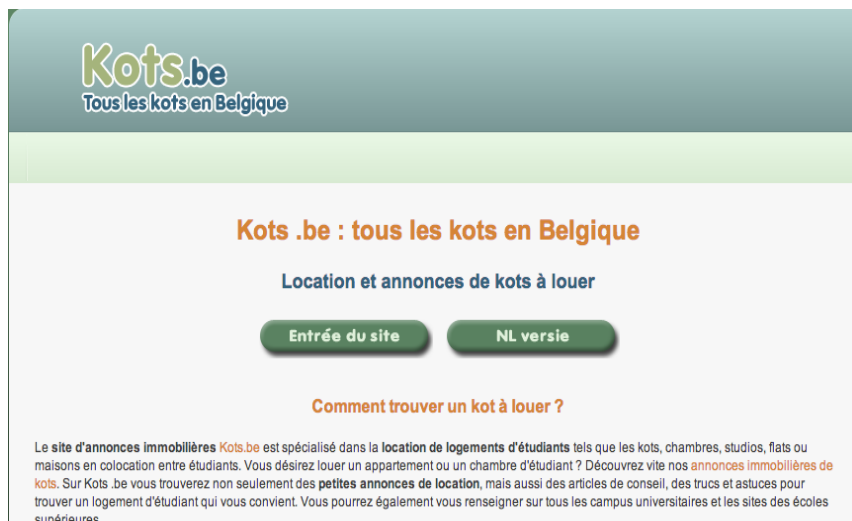 Kots.be
Tous les kots en Belgique
Kots .be : tous les kots en Belgique
Location et annonces de kots à louer
Entrée du site NL versie
Comment trouver un kot à louer ?
Le site d'annonces immobilières Kots.be est spécialisé dans la location de logements d'étudiants tels que les kots, chambres, studios, flats ou
maisons en colocation entre étudiants. Vous désirez louer un appartement ou un chambre d'étudiant ? Découvrez vite nos annonces immobilières de
kots. Sur Kots .be vous trouverez non seulement des petites annonces de location, mais aussi des articles de conseil, des trucs et astuces pour
trouver un logement d'étudiant qui vous convient. Vous pourrez également vous renseigner sur tous les campus universitaires et les sites des écoles
supérieures